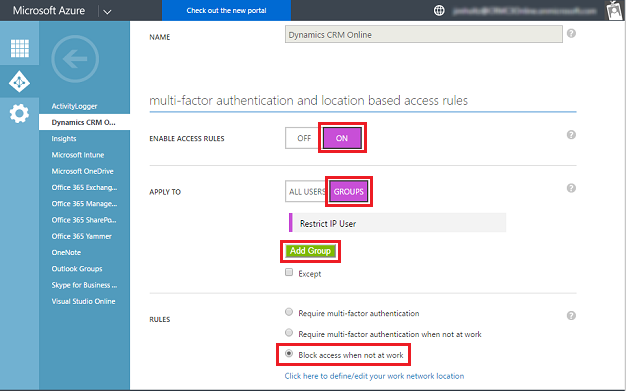 Microsoft Azure
Check out the new portal
NAME
Dynamics CRM Online
multi-factor authentication and location based access rules
ActivityLogger
Dynamics CRM O...
Insights
Microsoft Intune
Microsoft OneDrive
Office 365 Exchan...
Office 365 Manage...
Office 365 SharePo...
Office 365 Yammer
OneNote
Outlook Groups
Skype for Business ...
Visual Studio Online
ENABLE ACCESS RULES
OFF
ON
APPLY TO
ALL USERS
GROUPS
Restrict IP User
Add Group
Except
RULES
Require multi-factor authentication
Require multi-factor authentication when not at work
Block access when not at work
Click here to define/edit your work network location